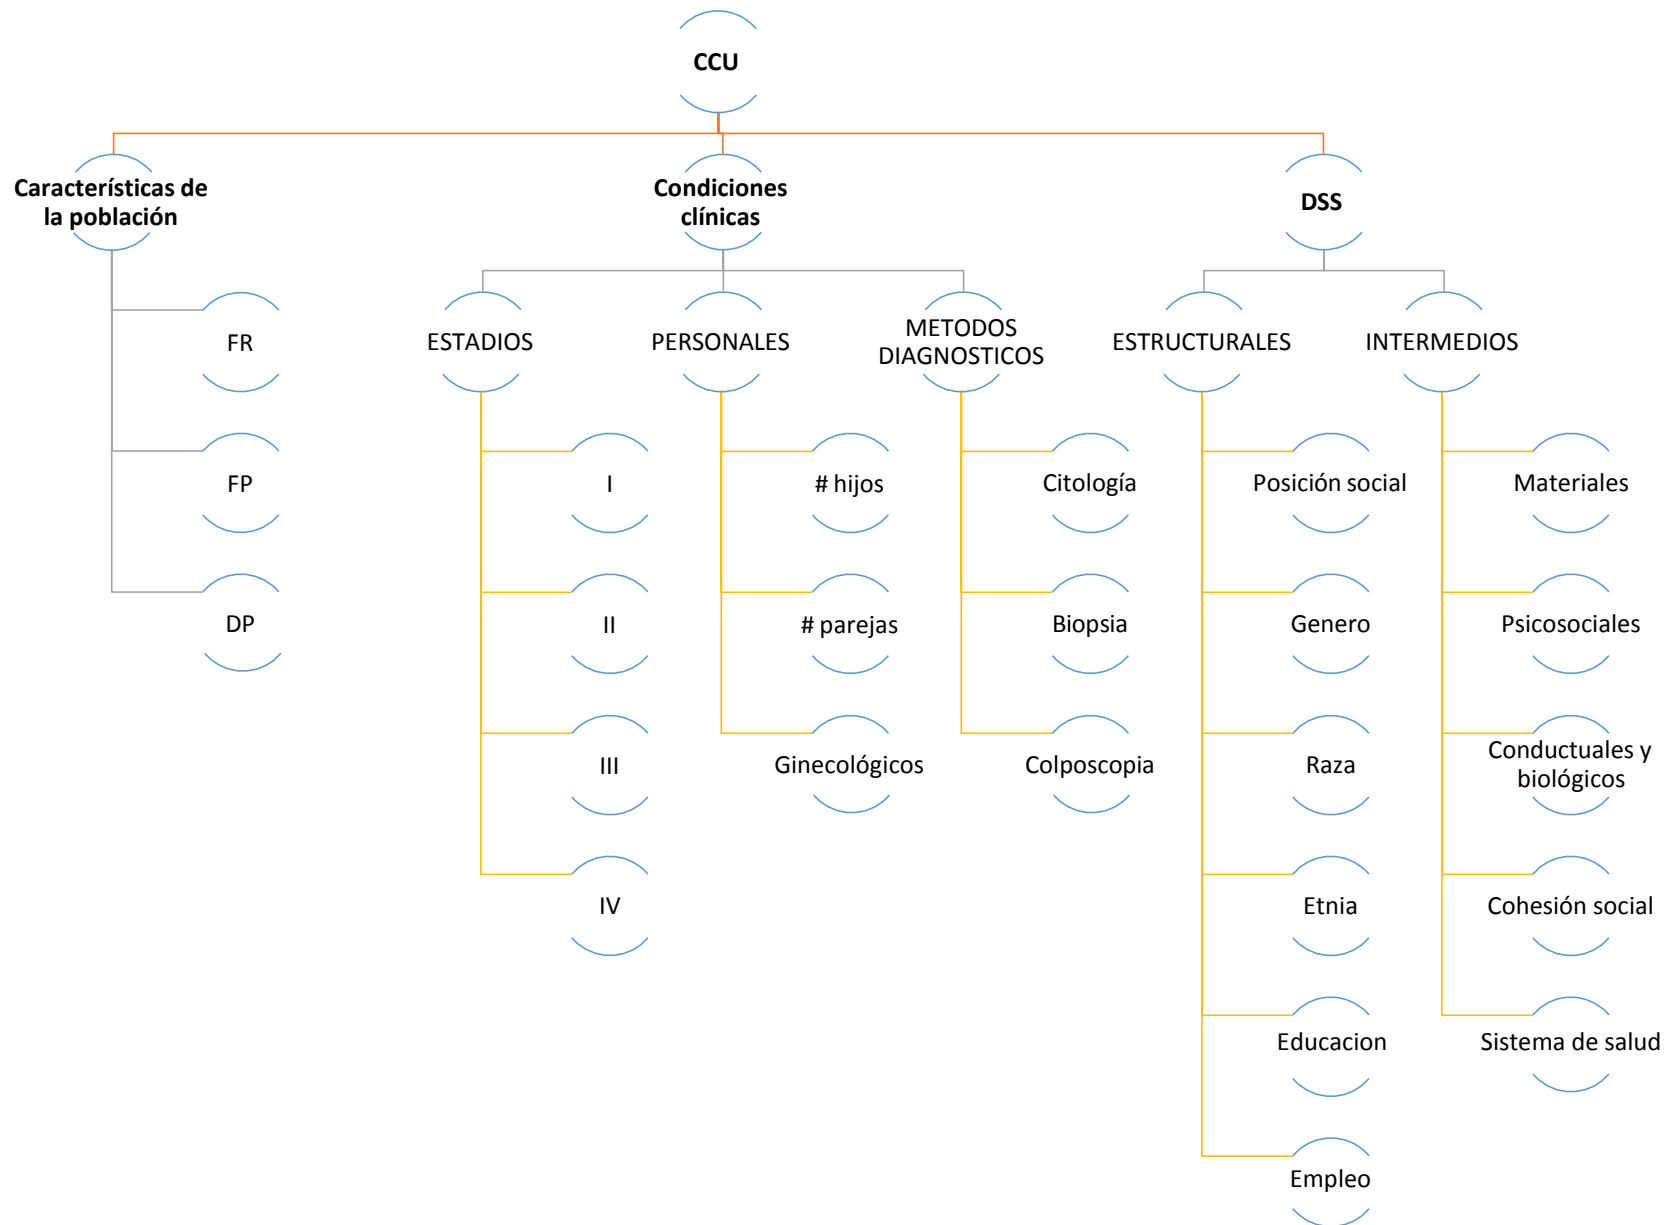 CCU
Características de
la población
Condiciones
clínicas
DSS
FR
FP
DP
ESTADIOS
I
II
III
IV
PERSONALES
# hijos
# parejas
Ginecológicos
METODOS
DIAGNOSTICOS
Citología
Biopsia
Colposcopia
ESTRUCTURALES
Posición social
Genero
Raza
Etnia
Educacion
Empleo
INTERMEDIOS
Materiales
Psicosociales
Conductuales y
biológicos
Cohesión social
Sistema de salud